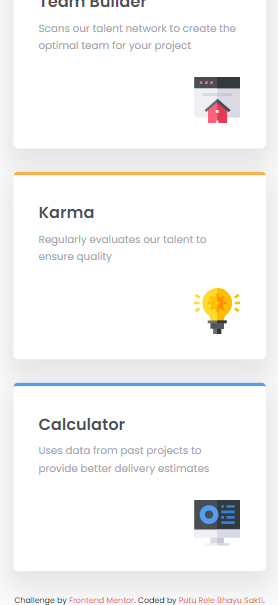 Team Builder
Scans our talent network to create the
optimal team for your project
Karma
Regularly evaluates our talent to
ensure quality
Calculator
Uses data from past projects to
provide better delivery estimates
Challenge by Frontend Mentor. Coded by Putu Rele Bhayu Sakti.